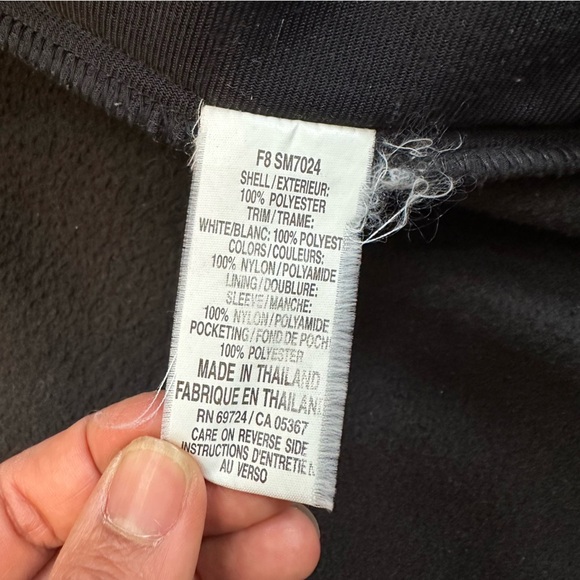 F8 SM7024
SHELL/EXTERIEUR:
100% POLYESTER
TRIM/TRAME:
WHITE/BLANC: 100% POLYEST
COLORS/COULEURS:
100% NYLON/POLYAMIDE
LINING/DOUBLURE:
SLEEVE/MANCHE:
100% NYLON/POLYAMIDE
POCKETING/FOND DE POCH
100% POLYESTER
MADE IN THAILAND
FABRIQUE EN THAILAND
RN 69724/CA 05367
CARE ON REVERSE SIDE
INSTRUCTIONS D'ENTRETIEN
AU VERSO